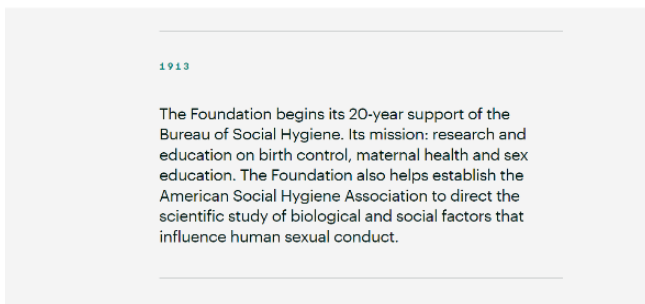 1913
The Foundation begins its 20-year support of the
Bureau of Social Hygiene. Its mission: research and
education on birth control, maternal health and sex
education. The Foundation also helps establish the
American Social Hygiene Association to direct the
scientific study of biological and social factors that
influence human sexual conduct.